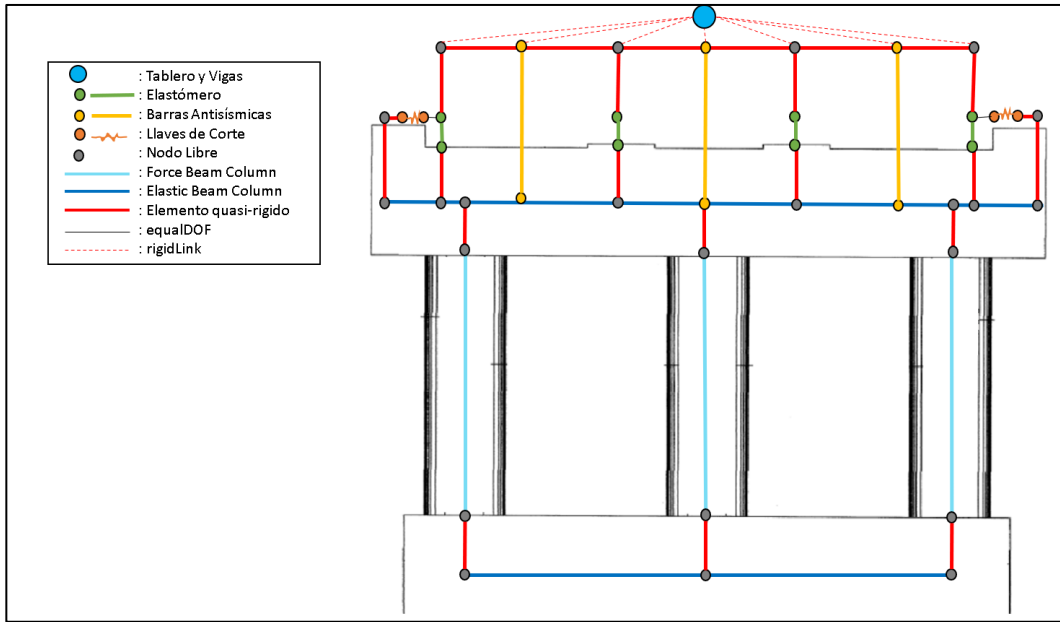 : Tablero y Vigas
: Elastómero
: Barras Antisísmicas
: Llaves de Corte
: Nodo Libre
: Force Beam Column
: Elastic Beam Column
: Elemento quasi-rigido
: equalDOF
: rigidLink